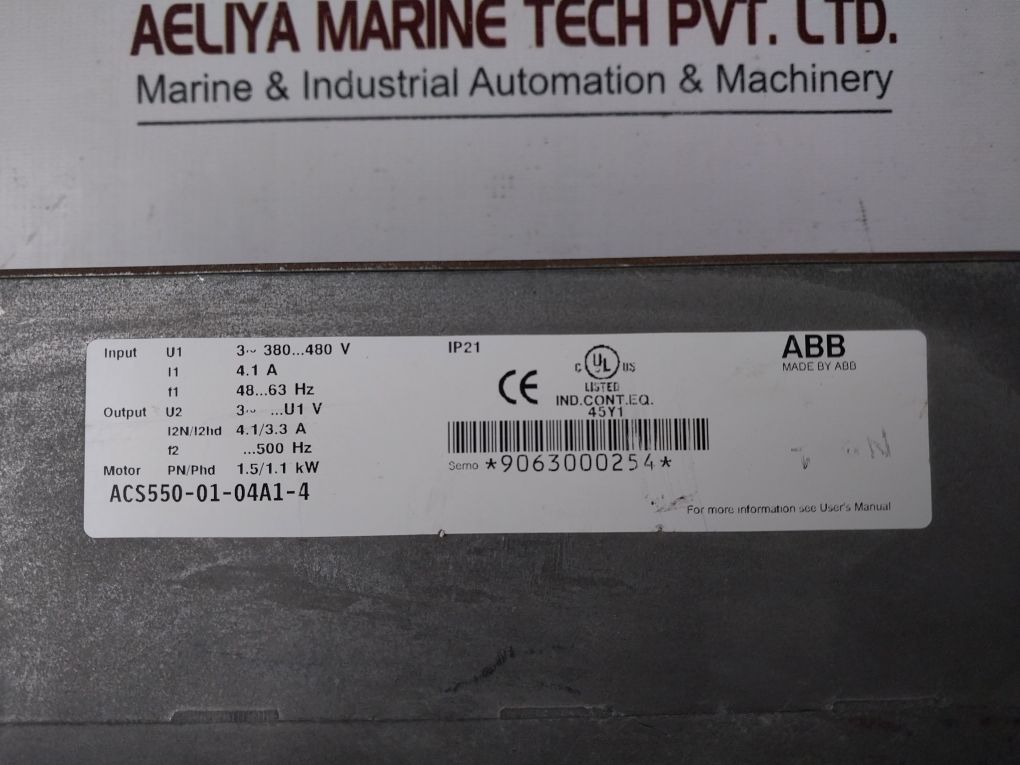 AELIYA MARINE TECH PVT. LTD.
Marine & Industrial Automation & Machinery
Input U1 3~ 380...480 V
I1 4.1 A
f1 48...63 Hz
Output U2 3~ ...U1 V
I2N/I2hd 4.1/3.3 A
f2 ...500 Hz
Motor PN/Phd 1.5/1.1 kW
ACS550-01-04A1-4
IP21
CE
C UL US
LISTED
IND.CONT.EQ.
45Y1
Serno *9063000254*
ABB
MADE BY ABB
For more information see User's Manual